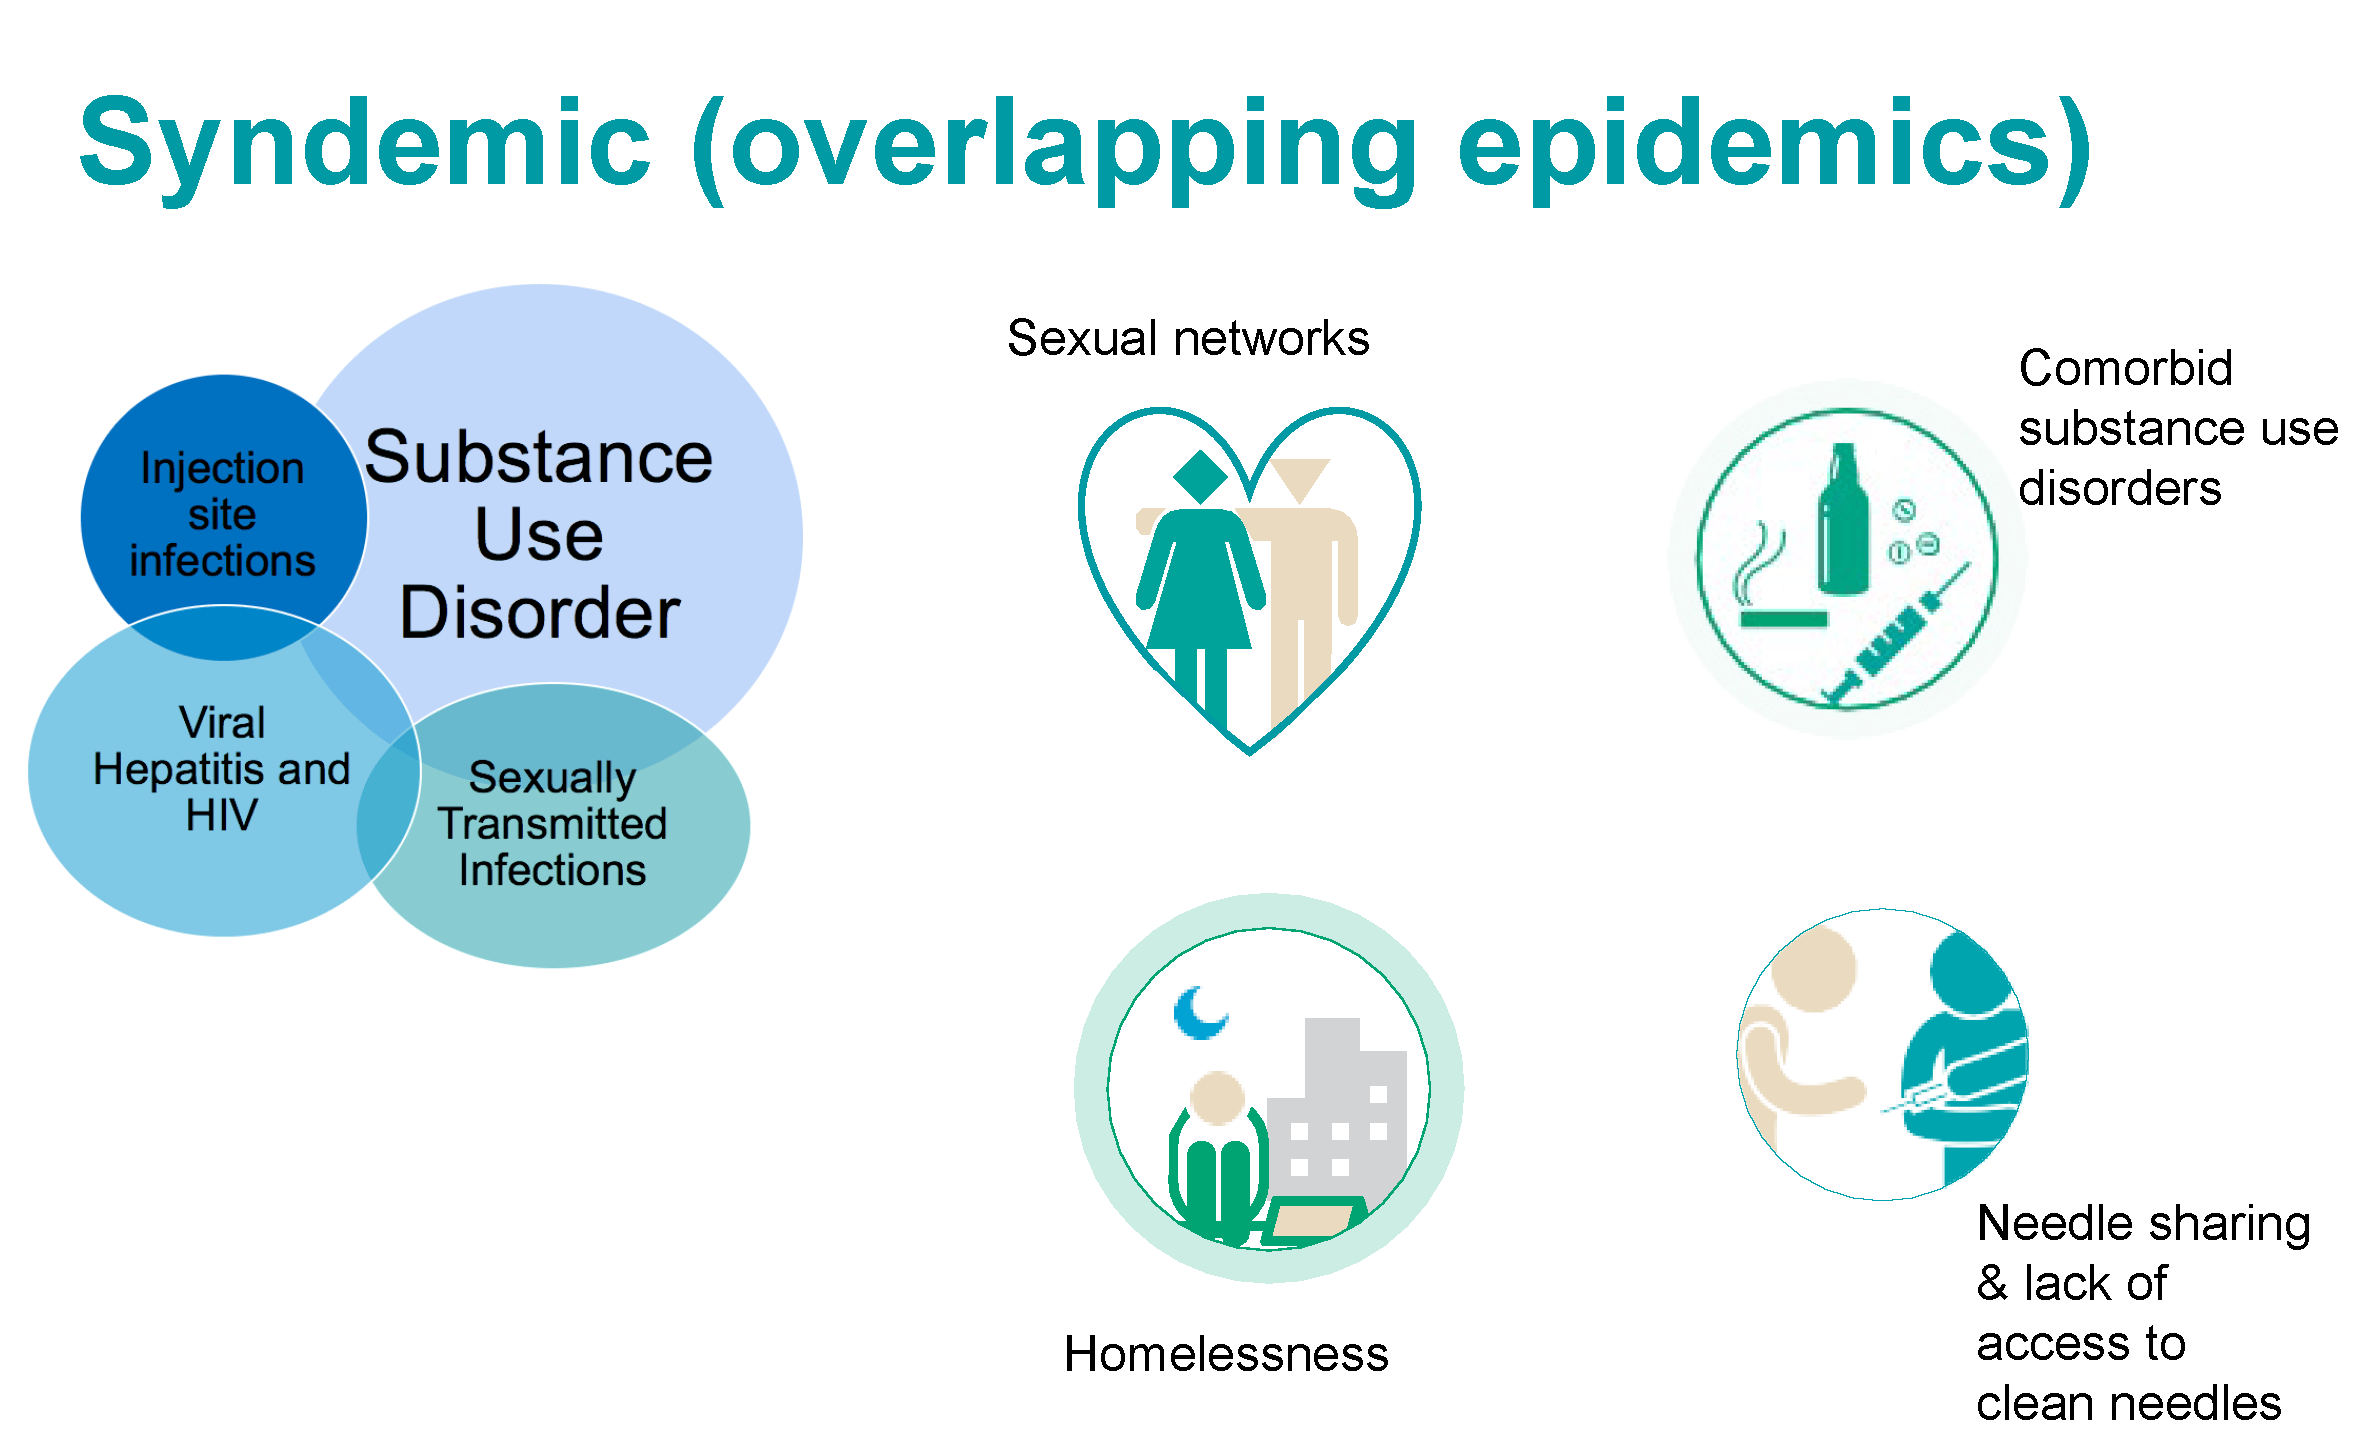 Syndemic (overlapping epidemics)
Substance
Use
Disorder
Injection
site
infections
Viral
Hepatitis and
HIV
Sexually
Transmitted
Infections
Sexual networks
Comorbid
substance use
disorders
Homelessness
Needle sharing
& lack of
access to
clean needles